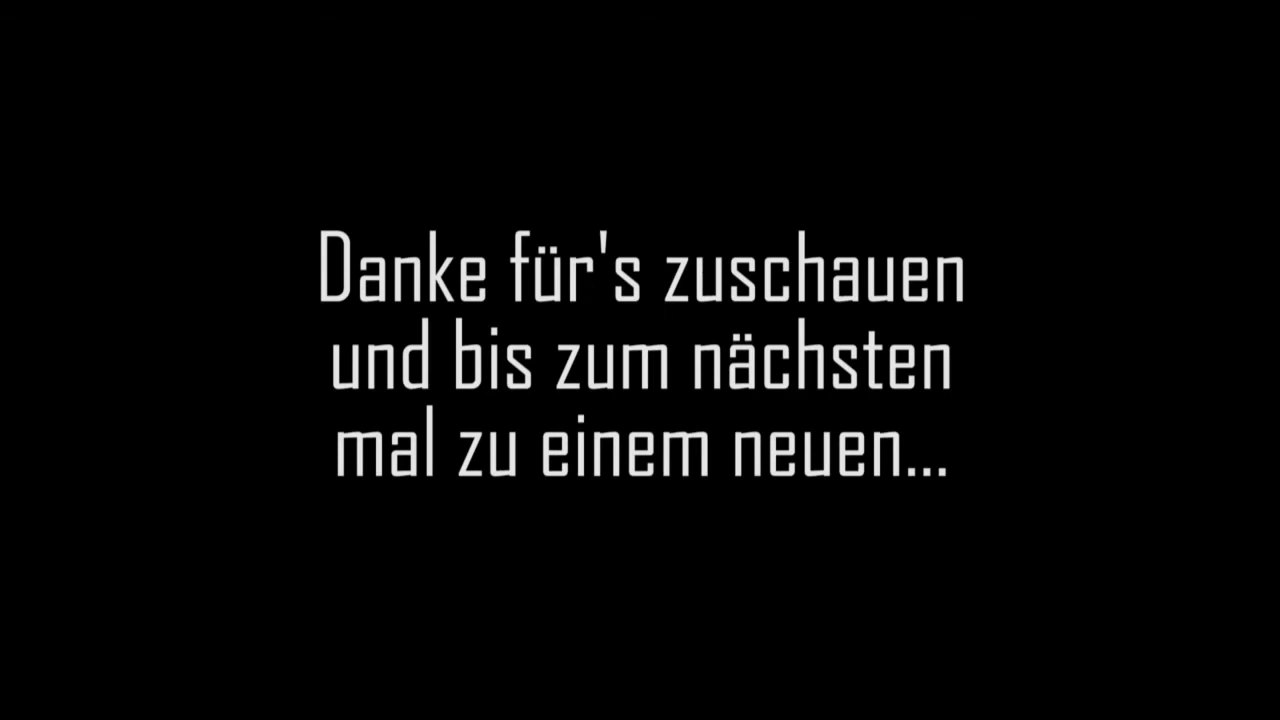 Danke für's zuschauen
und bis zum nächsten
mal zu einem neuen...